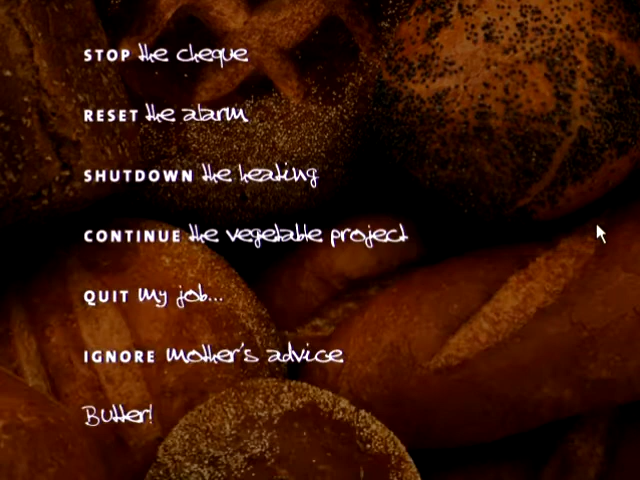 STOP the cheque
RESET the alarm
SHUTDOWN the heating
CONTINUE the vegetable project
QUIT my job...
IGNORE mother's advice
Butter!